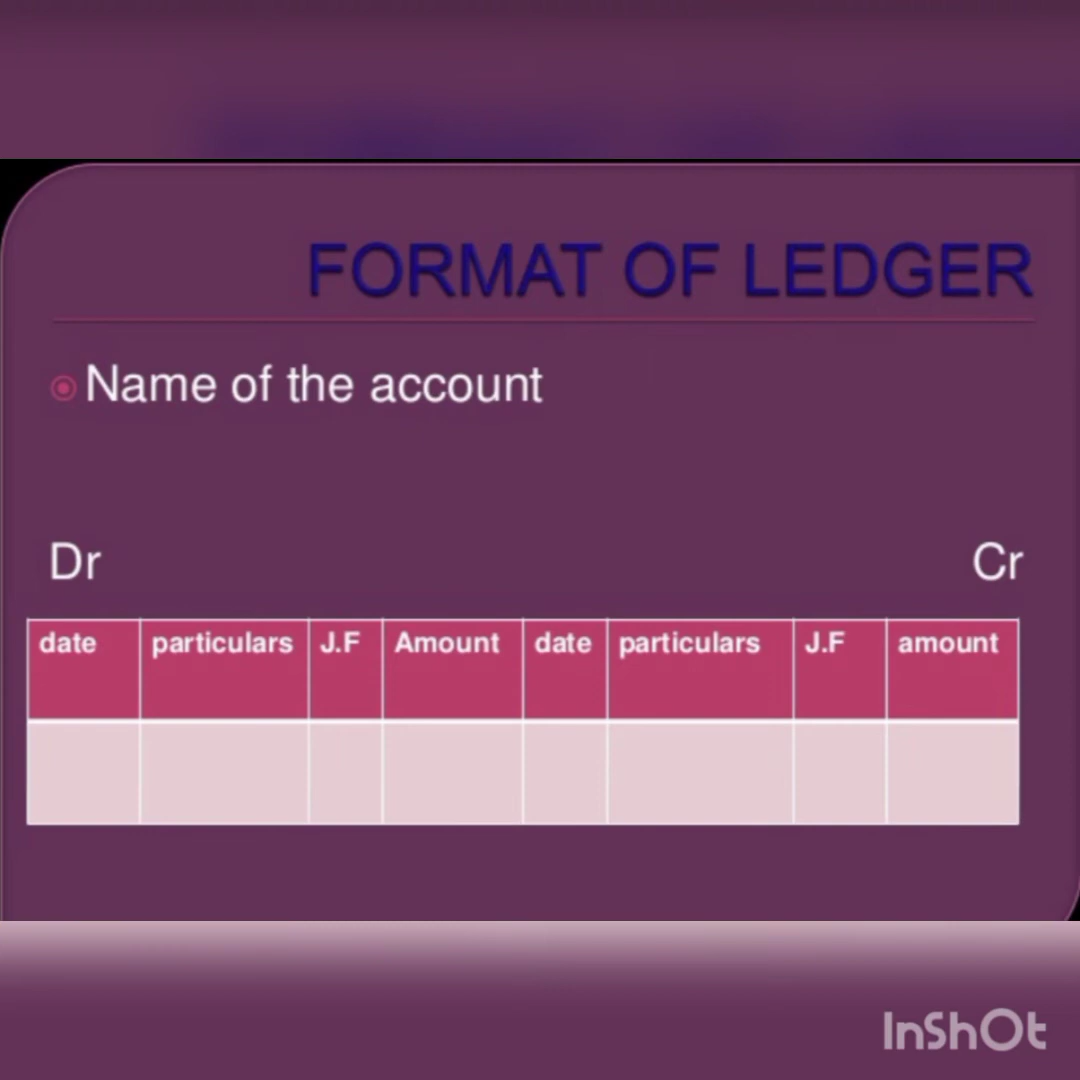 FORMAT OF LEDGER
Name of the account
Dr Cr
date particulars J.F Amount date particulars J.F amount
InShOt